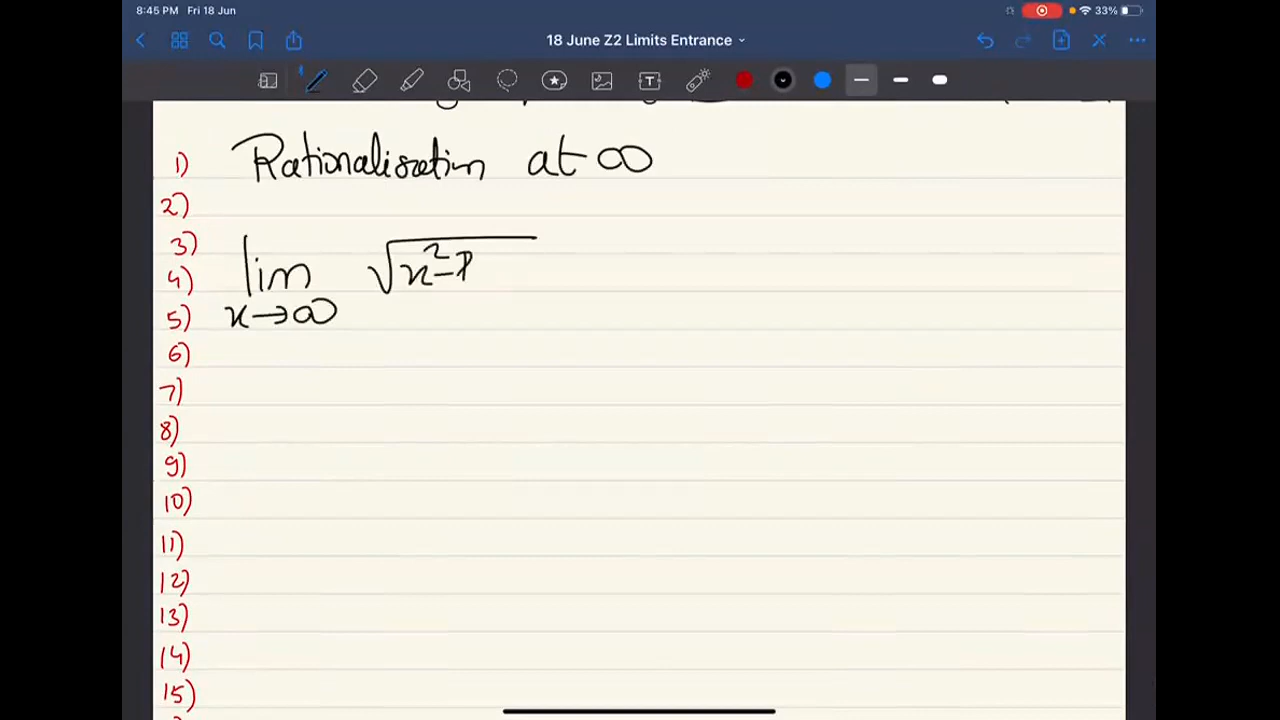 8:45 PM Fri 18 Jun
33%
18 June Z2 Limits Entrance
T
1) Rationalisation at ∞
2)
3)
4) lim √x²-
5) x→∞
6)
7)
8)
9)
10)
11)
12)
13)
14)
15)